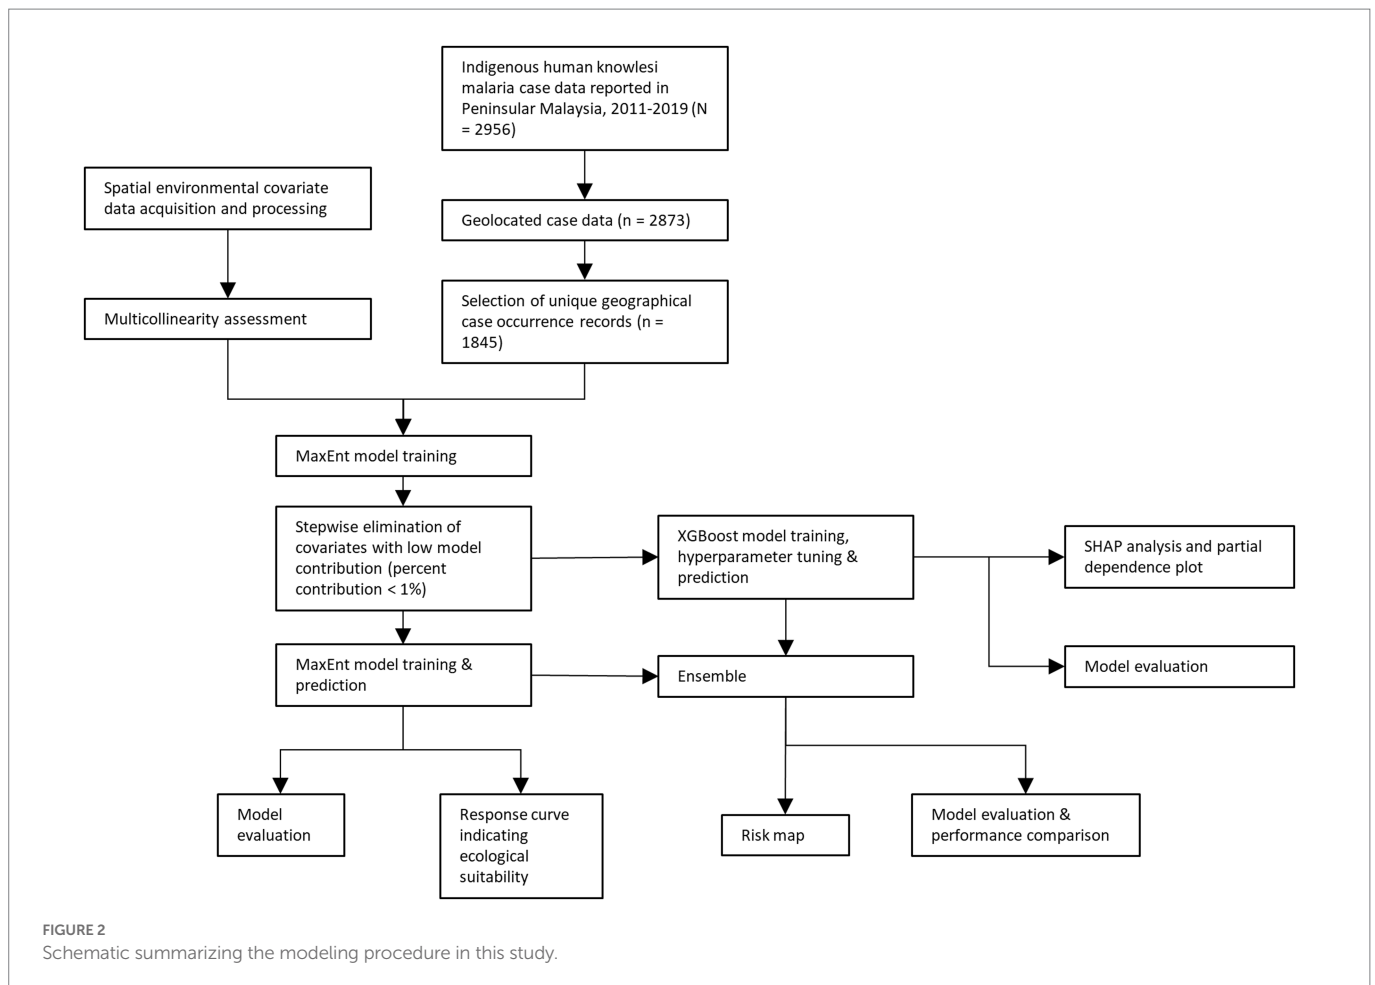 Indigenous human knowlesi
malaria case data reported in
Peninsular Malaysia, 2011-2019 (N
= 2956)
Spatial environmental covariate
data acquisition and processing
Geolocated case data (n = 2873)
Multicollinearity assessment
Selection of unique geographical
case occurrence records (n =
1845)
MaxEnt model training
Stepwise elimination of
covariates with low model
contribution (percent
contribution < 1%)
XGBoost model training,
hyperparameter tuning &
prediction
SHAP analysis and partial
dependence plot
MaxEnt model training &
prediction
Ensemble
Model evaluation
Model
evaluation
Response curve
indicating
ecological
suitability
Risk map
Model evaluation &
performance comparison
FIGURE 2
Schematic summarizing the modeling procedure in this study.